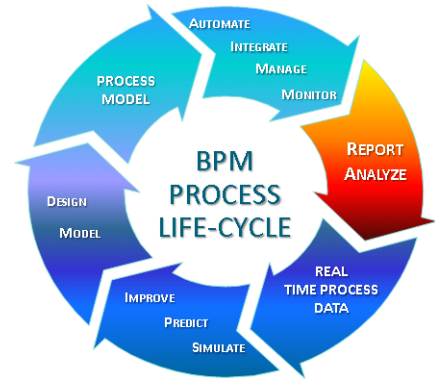 BPM
PROCESS
LIFE-CYCLE
AUTOMATE
INTEGRATE
MANAGE
MONITOR
REPORT
ANALYZE
REAL
TIME PROCESS
DATA
IMPROVE
PREDICT
SIMULATE
DESIGN
MODEL
PROCESS
MODEL